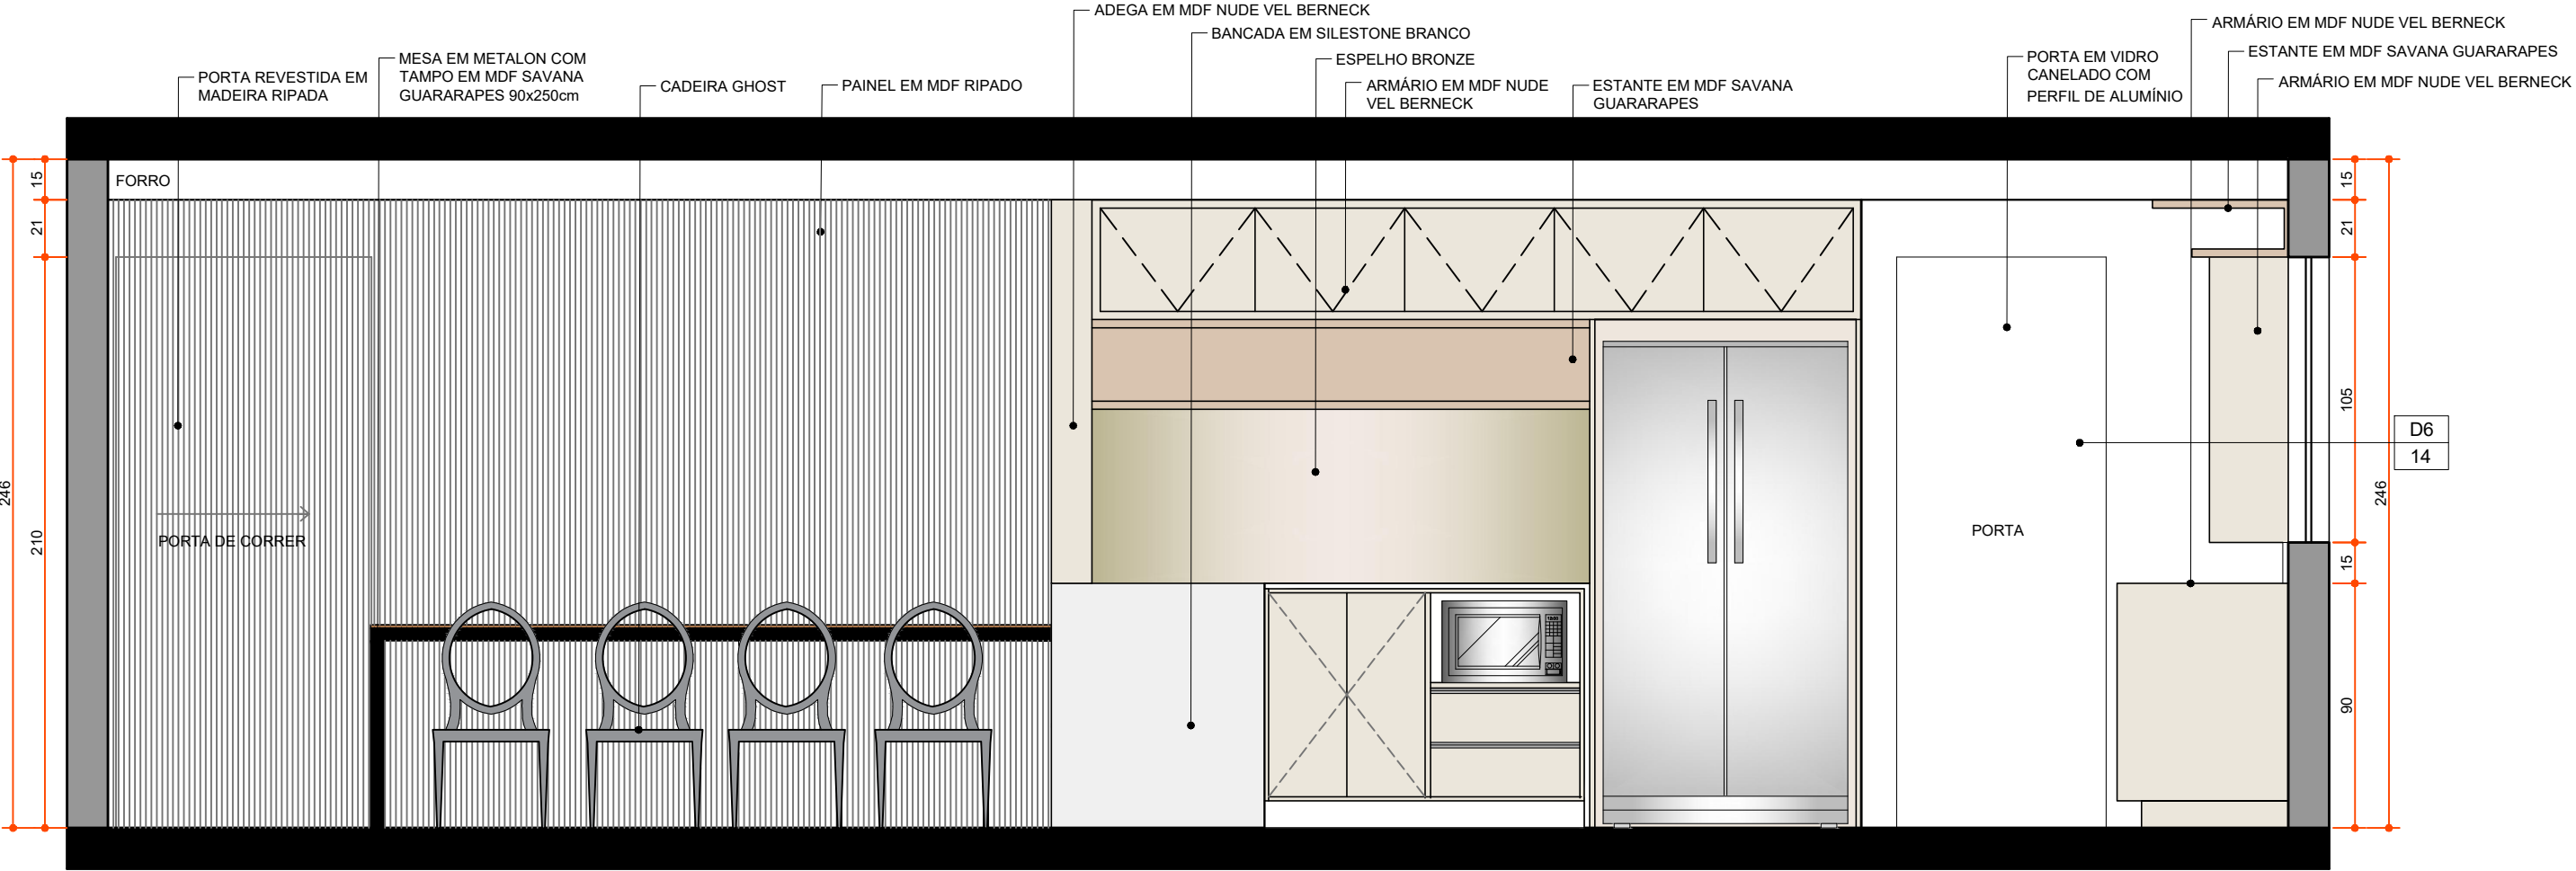 ADEGA EM MDF NUDE VEL BERNECK
BANCADA EM SILESTONE BRANCO
ESPELHO BRONZE
ARMÁRIO EM MDF NUDE
VEL BERNECK
ESTANTE EM MDF SAVANA
GUARARAPES
PORTA REVESTIDA EM
MADEIRA RIPADA
MESA EM METALON COM
TAMPO EM MDF SAVANA
GUARARAPES 90x250cm
CADEIRA GHOST
PAINEL EM MDF RIPADO
PORTA EM VIDRO
CANELADO COM
PERFIL DE ALUMÍNIO
ARMÁRIO EM MDF NUDE VEL BERNECK
ESTANTE EM MDF SAVANA GUARARAPES
ARMÁRIO EM MDF NUDE VEL BERNECK
FORRO
15
21
210
246
PORTA DE CORRER
PORTA
15
21
105
15
90
246
D6
14